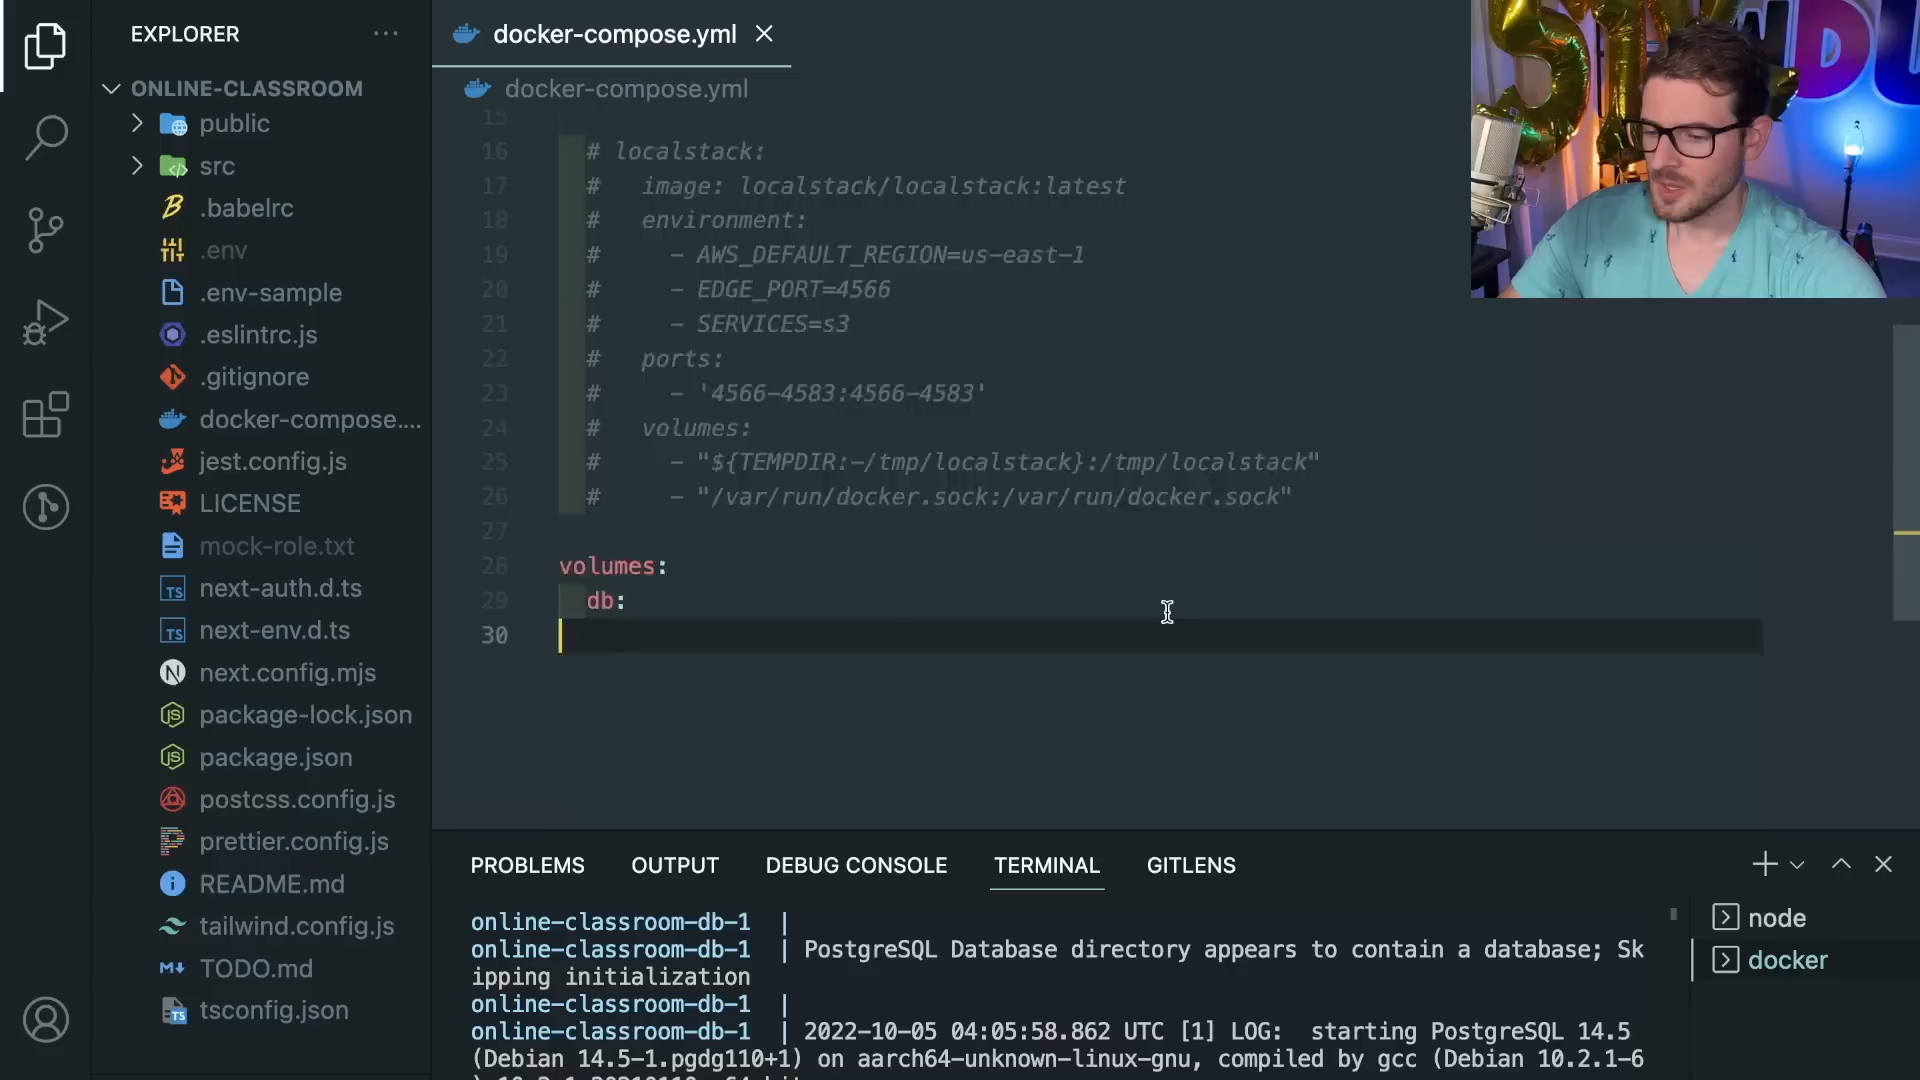 EXPLORER
ONLINE-CLASSROOM
public
src
.babelrc
.env
.env-sample
.eslintrc.js
.gitignore
docker-compose....
jest.config.js
LICENSE
mock-role.txt
next-auth.d.ts
next-env.d.ts
next.config.mjs
package-lock.json
package.json
postcss.config.js
prettier.config.js
README.md
tailwind.config.js
TODO.md
tsconfig.json
docker-compose.yml
docker-compose.yml
15
16 # localstack:
17 # image: localstack/localstack:latest
18 # environment:
19 # - AWS_DEFAULT_REGION=us-east-1
20 # - EDGE_PORT=4566
21 # - SERVICES=s3
22 # ports:
23 # - '4566-4583:4566-4583'
24 # volumes:
25 # - "${TEMPDIR:-/tmp/localstack}:/tmp/localstack"
26 # - "/var/run/docker.sock:/var/run/docker.sock"
27
28 volumes:
29 db:
30
PROBLEMS OUTPUT DEBUG CONSOLE TERMINAL GITLENS
online-classroom-db-1 |
online-classroom-db-1 | PostgreSQL Database directory appears to contain a database; Sk
ipping initialization
online-classroom-db-1 |
online-classroom-db-1 | 2022-10-05 04:05:58.862 UTC [1] LOG: starting PostgreSQL 14.5
(Debian 14.5-1.pgdg110+1) on aarch64-unknown-linux-gnu, compiled by gcc (Debian 10.2.1-6
node
docker